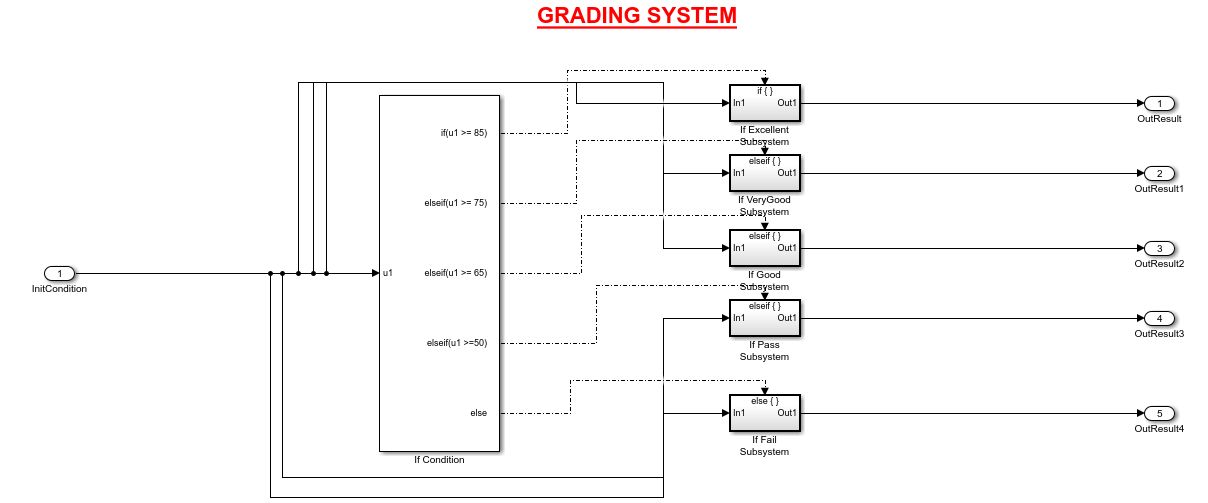 GRADING SYSTEM
if { }
In1 Out1
If Excellent
Subsystem
1
OutResult
if(u1 >= 85)
elseif { }
In1 Out1
If VeryGood
Subsystem
2
OutResult1
elseif(u1 >= 75)
elseif { }
In1 Out1
If Good
Subsystem
3
OutResult2
1
InitCondition
u1
elseif(u1 >= 65)
elseif { }
In1 Out1
If Pass
Subsystem
4
OutResult3
elseif(u1 >=50)
else { }
In1 Out1
If Fail
Subsystem
5
OutResult4
else
If Condition